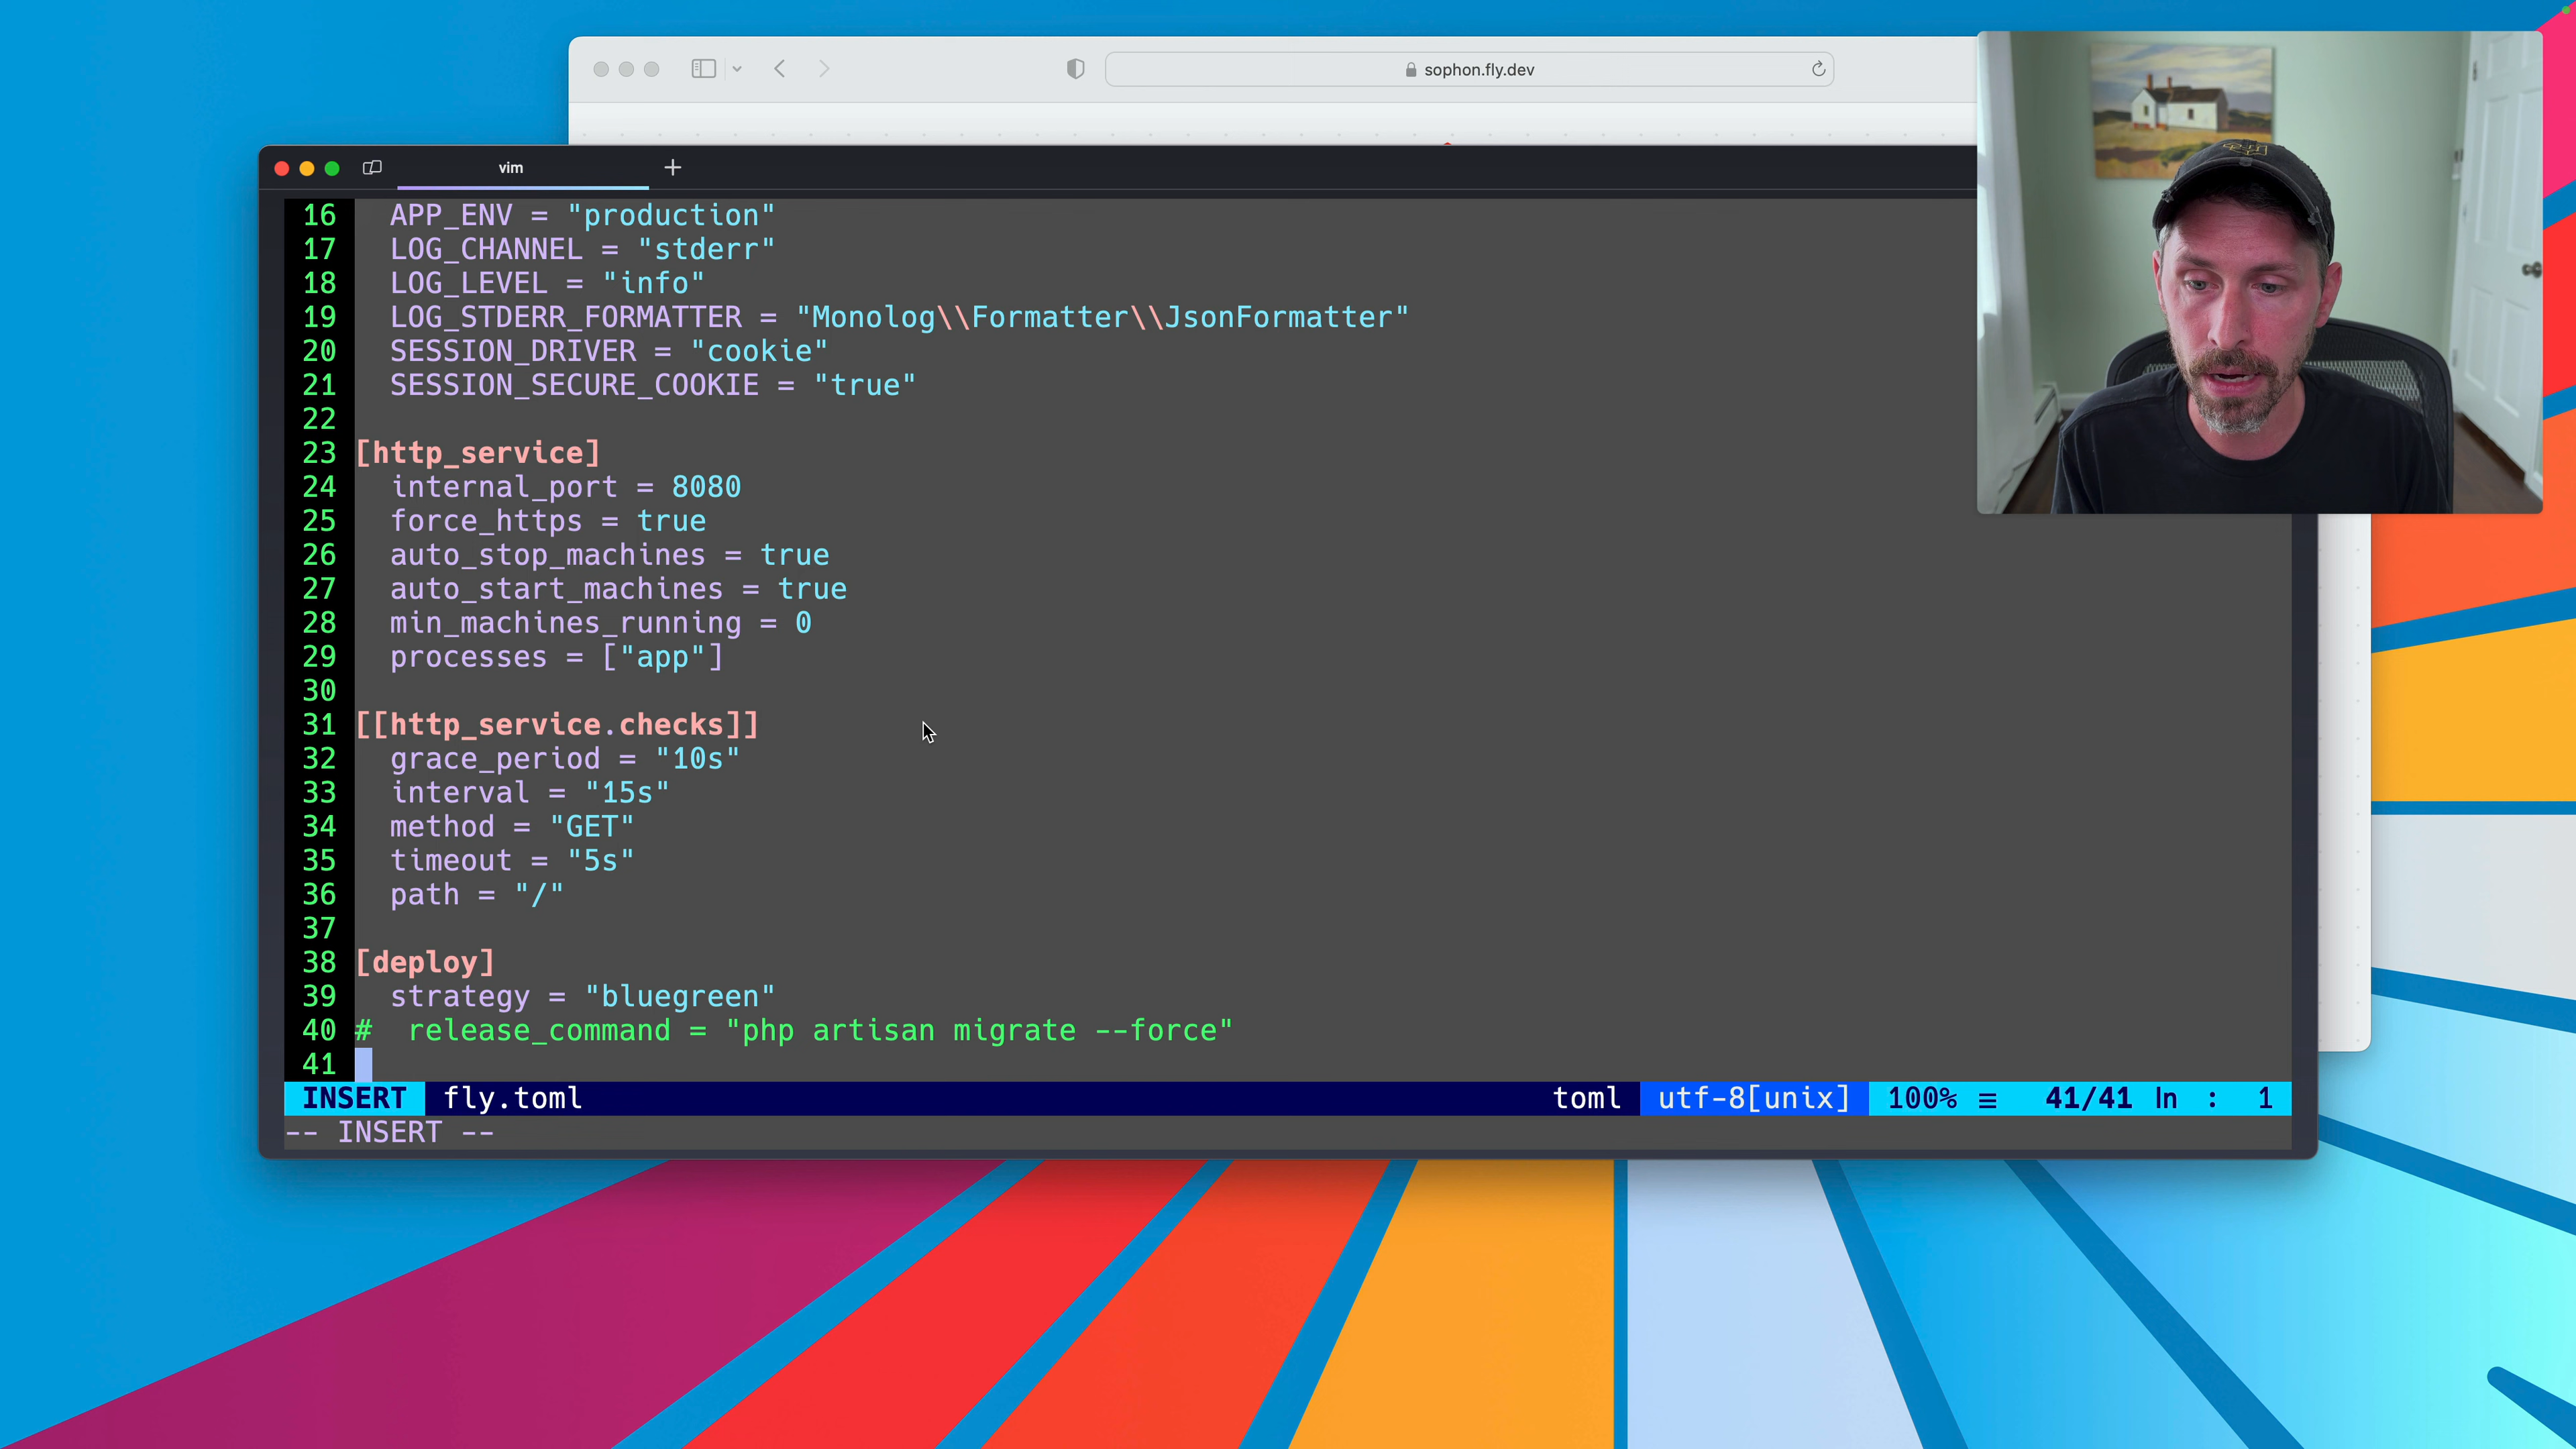 sophon.fly.dev
vim
16 APP_ENV = "production"
17 LOG_CHANNEL = "stderr"
18 LOG_LEVEL = "info"
19 LOG_STDERR_FORMATTER = "Monolog\\Formatter\\JsonFormatter"
20 SESSION_DRIVER = "cookie"
21 SESSION_SECURE_COOKIE = "true"
22
23 [http_service]
24 internal_port = 8080
25 force_https = true
26 auto_stop_machines = true
27 auto_start_machines = true
28 min_machines_running = 0
29 processes = ["app"]
30
31 [[http_service.checks]]
32 grace_period = "10s"
33 interval = "15s"
34 method = "GET"
35 timeout = "5s"
36 path = "/"
37
38 [deploy]
39 strategy = "bluegreen"
40 #  release_command = "php artisan migrate --force"
41
INSERT fly.toml toml utf-8[unix] 100% ≡ 41/41 ln : 1
-- INSERT --